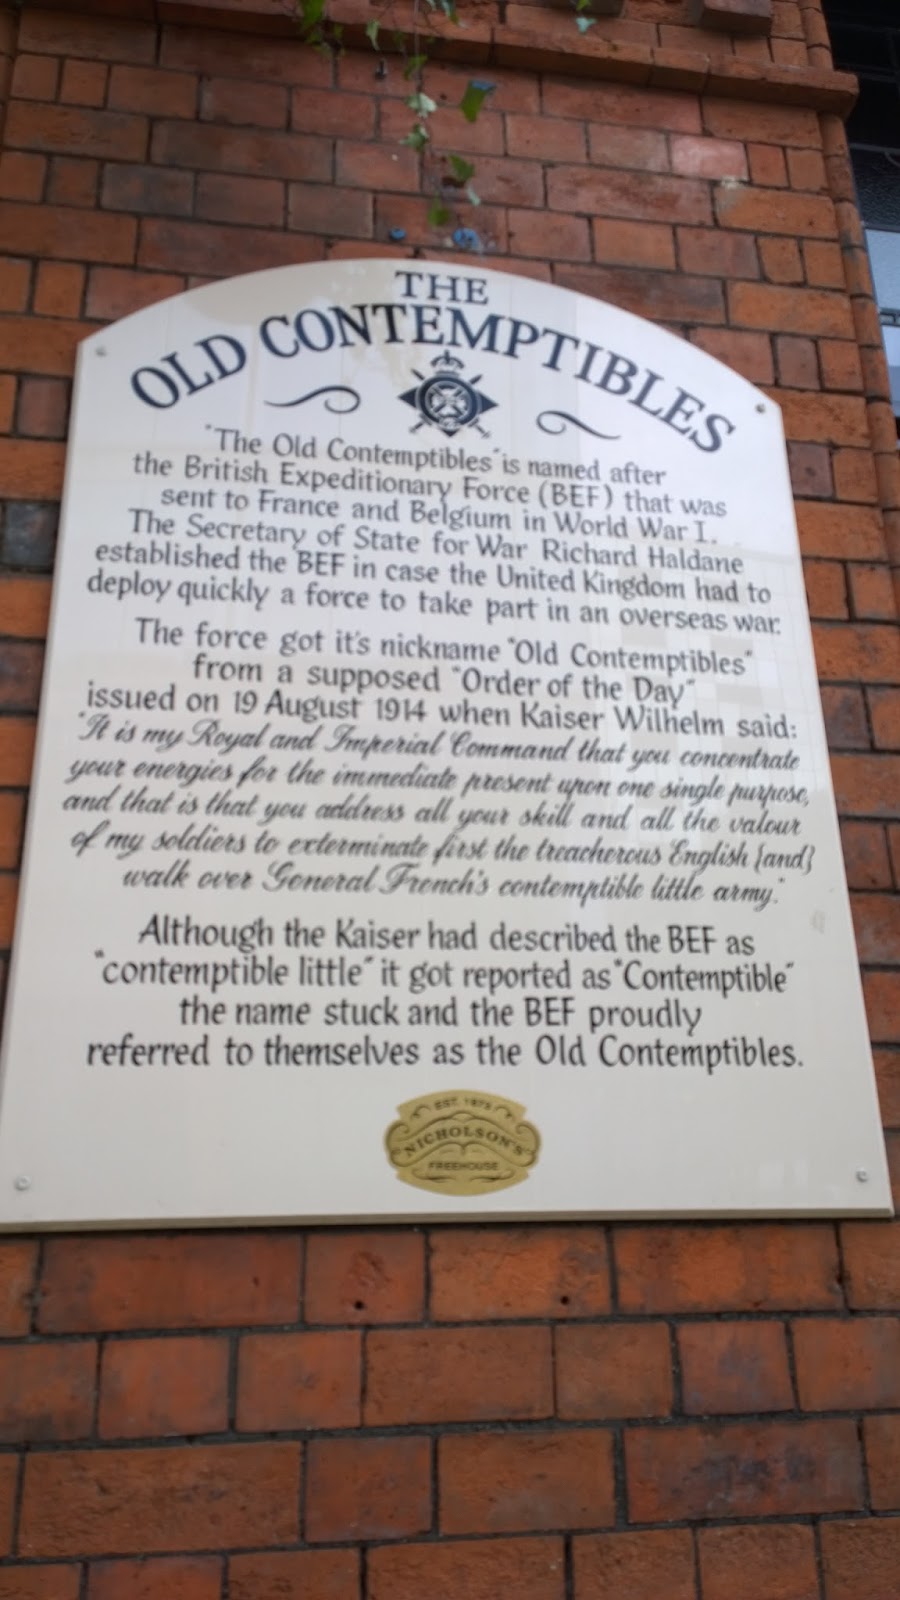 THE
OLD CONTEMPTIBLES
"The Old Contemptibles" is named after
the British Expeditionary Force (BEF) that was
sent to France and Belgium in World War I.
The Secretary of State for War Richard Haldane
established the BEF in case the United Kingdom had to
deploy quickly a force to take part in an overseas war.
The force got it's nickname "Old Contemptibles"
from a supposed "Order of the Day"
issued on 19 August 1914 when Kaiser Wilhelm said:
"It is my Royal and Imperial Command that you concentrate
your energies for the immediate present upon one single purpose,
and that is that you address all your skill and all the valour
of my soldiers to exterminate first the treacherous English {and}
walk over General French's contemptible little army."
Although the Kaiser had described the BEF as
"contemptible little" it got reported as "Contemptible"
the name stuck and the BEF proudly
referred to themselves as the Old Contemptibles.
EST. 1873
NICHOLSON'S
FREEHOUSE